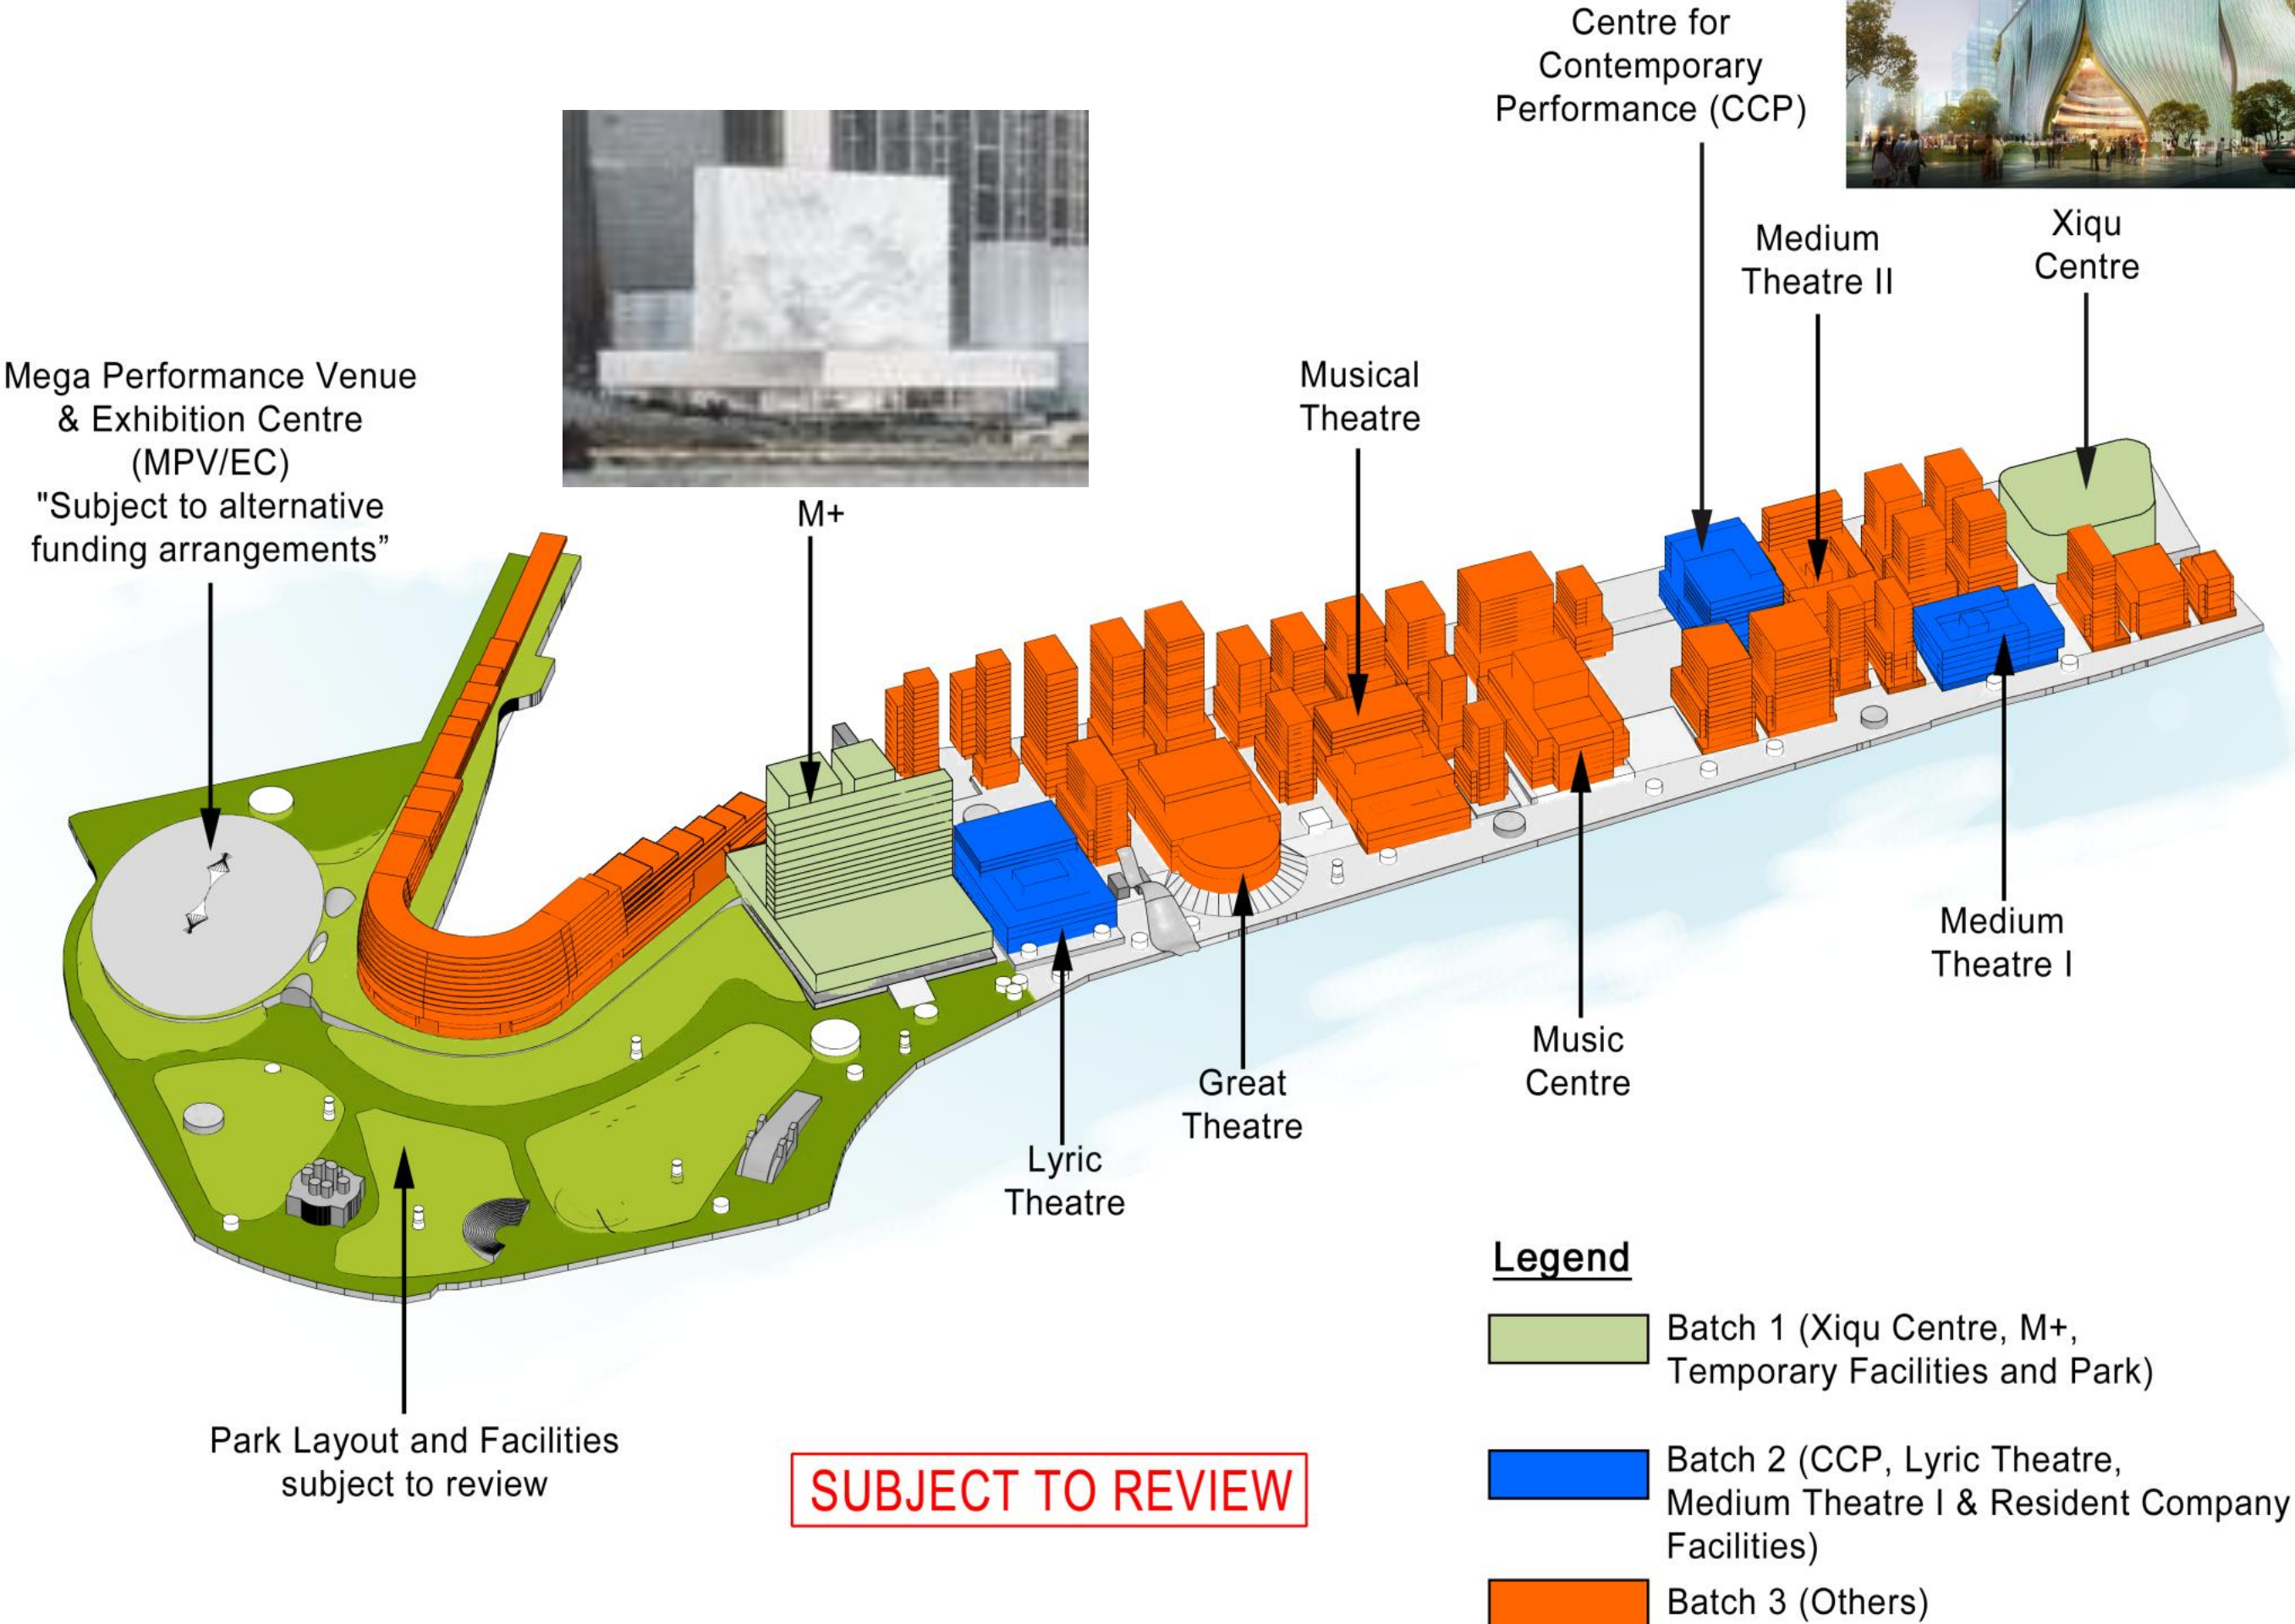 Centre for
Contemporary
Performance (CCP)
Medium
Theatre II
Xiqu
Centre
Musical
Theatre
Mega Performance Venue
& Exhibition Centre
(MPV/EC)
"Subject to alternative
funding arrangements”
M+
Medium
Theatre I
Music
Centre
Great
Theatre
Lyric
Theatre
Park Layout and Facilities
subject to review
SUBJECT TO REVIEW
Legend
Batch 1 (Xiqu Centre, M+,
Temporary Facilities and Park)
Batch 2 (CCP, Lyric Theatre,
Medium Theatre I & Resident Company
Facilities)
Batch 3 (Others)